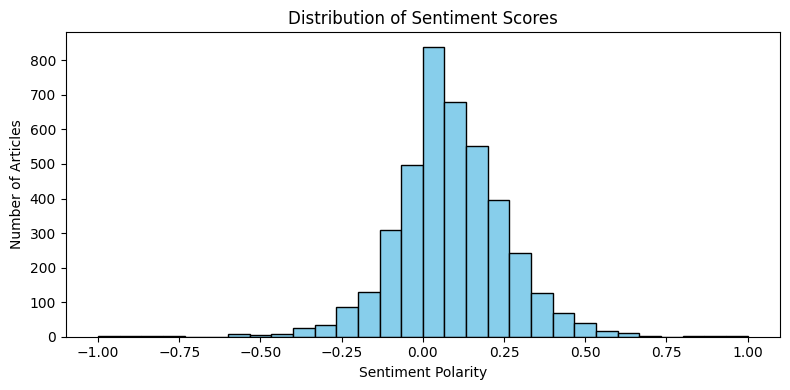 Distribution of Sentiment Scores
Number of Articles
800
700
600
500
400
300
200
100
0
−1.00 −0.75 −0.50 −0.25 0.00 0.25 0.50 0.75 1.00
Sentiment Polarity